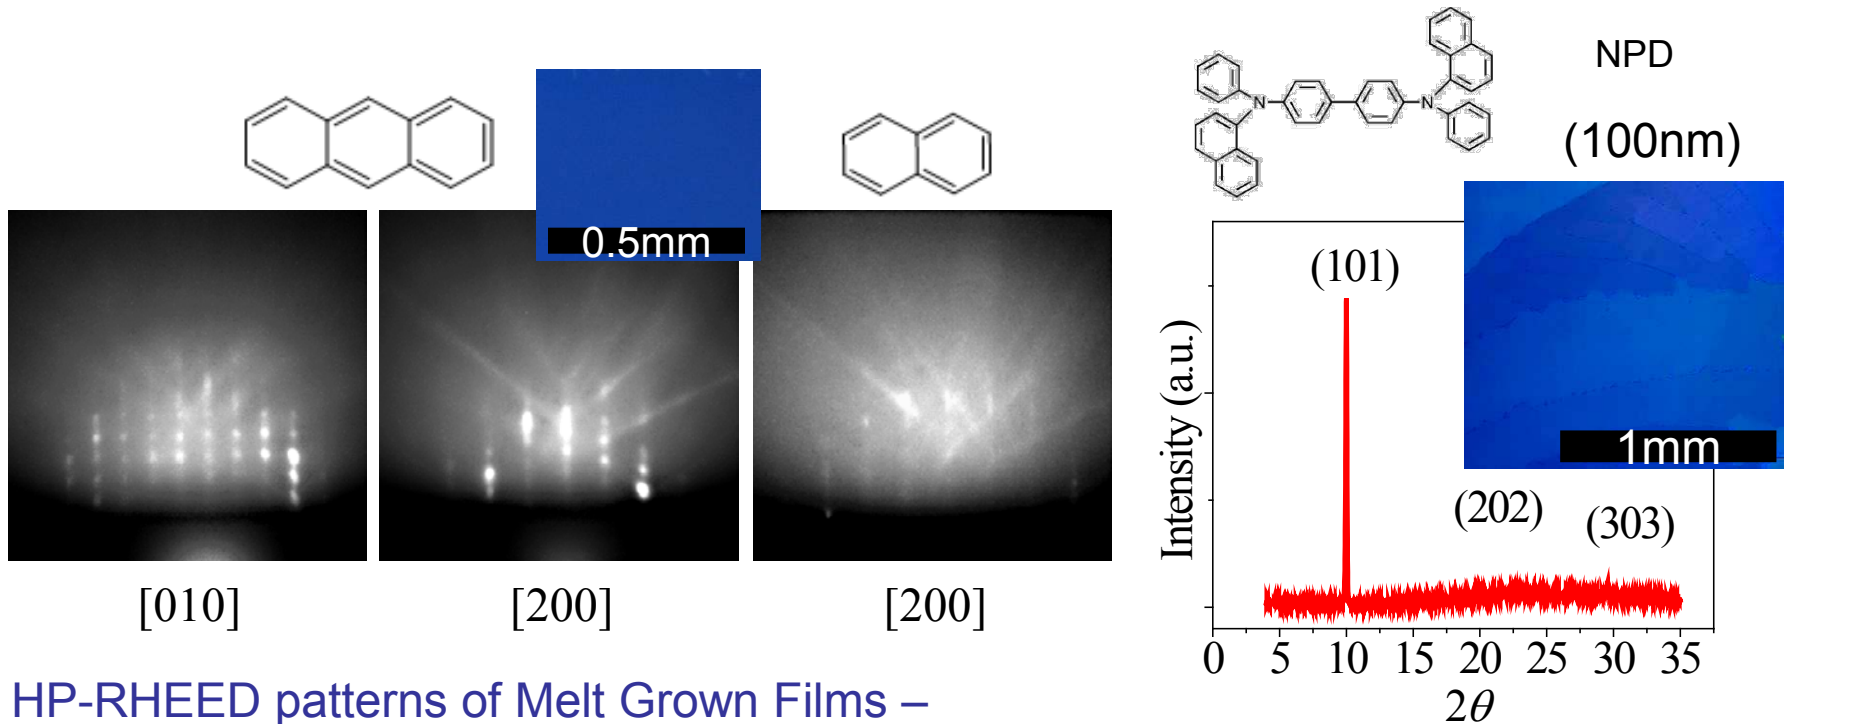 NPD
(100nm)
N
N
0.5mm
(101)
1mm
(202)
(303)
Intensity (a.u.)
0 5 10 15 20 25 30 35
2θ
[010] [200] [200]
HP-RHEED patterns of Melt Grown Films –